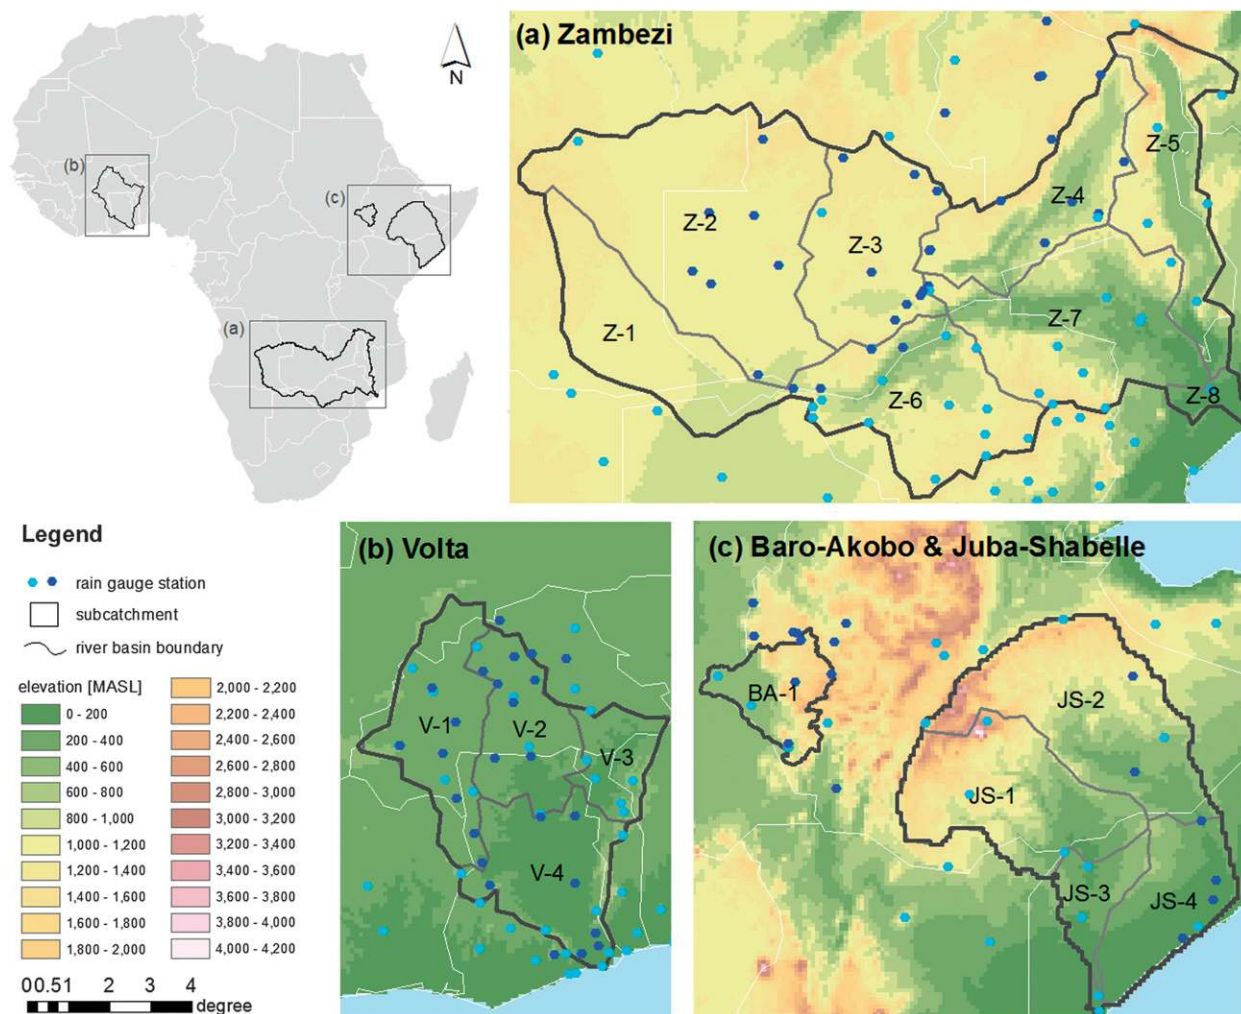 N
(b)
(c)
(a)
(a) Zambezi
Z-5
Z-4
Z-2
Z-3
Z-7
Z-1
Z-6
Z-8
Legend
rain gauge station
subcatchment
river basin boundary
elevation [MASL]
0 - 200
200 - 400
400 - 600
600 - 800
800 - 1,000
1,000 - 1,200
1,200 - 1,400
1,400 - 1,600
1,600 - 1,800
1,800 - 2,000
2,000 - 2,200
2,200 - 2,400
2,400 - 2,600
2,600 - 2,800
2,800 - 3,000
3,000 - 3,200
3,200 - 3,400
3,400 - 3,600
3,600 - 3,800
3,800 - 4,000
4,000 - 4,200
00.51 2 3 4
degree
(b) Volta
V-1
V-2
V-3
V-4
(c) Baro-Akobo & Juba-Shabelle
BA-1
JS-2
JS-1
JS-3
JS-4